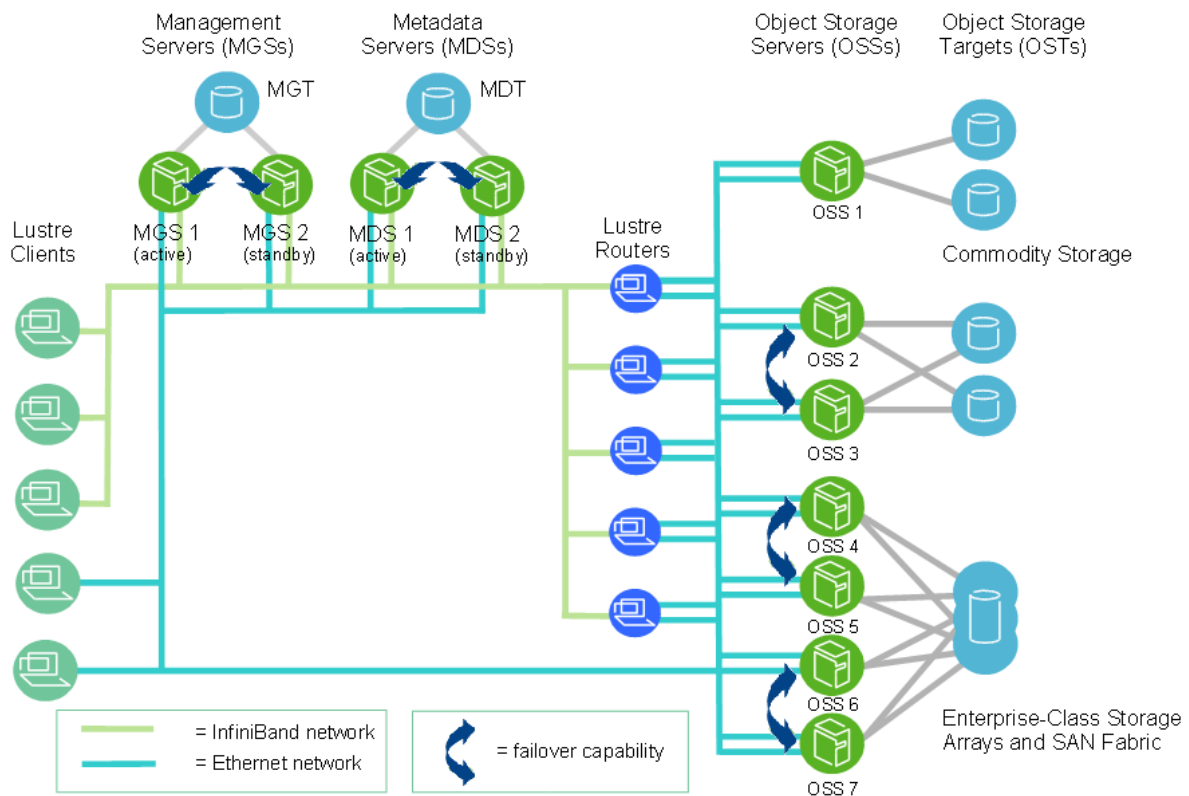 Management
Servers (MGSs)
Metadata
Servers (MDSs)
Object Storage
Servers (OSSs)
Object Storage
Targets (OSTs)
MGT
MDT
MGS 1
(active)
MGS 2
(standby)
MDS 1
(active)
MDS 2
(standby)
Lustre
Clients
Lustre
Routers
OSS 1
Commodity Storage
OSS 2
OSS 3
OSS 4
OSS 5
OSS 6
OSS 7
Enterprise-Class Storage
Arrays and SAN Fabric
= InfiniBand network
= Ethernet network
= failover capability